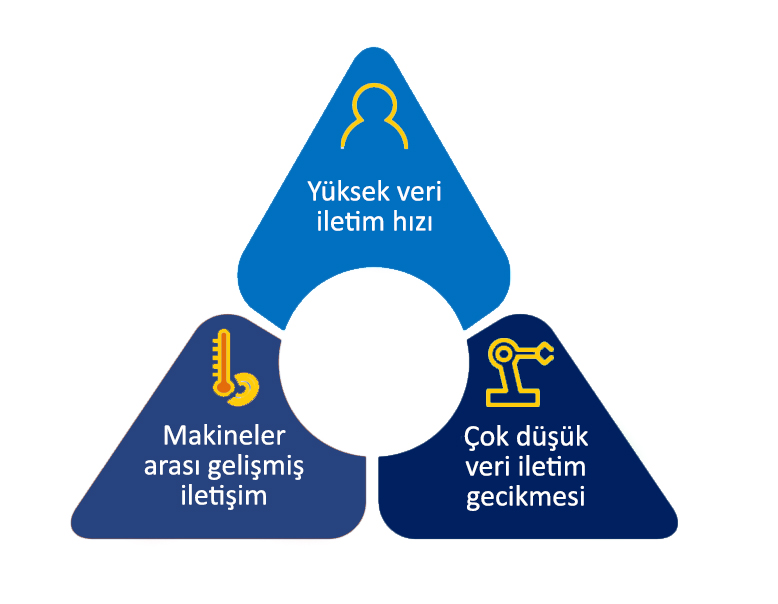 Yüksek veri
iletim hızı
Makineler
arası gelişmiş
iletişim
Çok düşük
veri iletim
gecikmesi